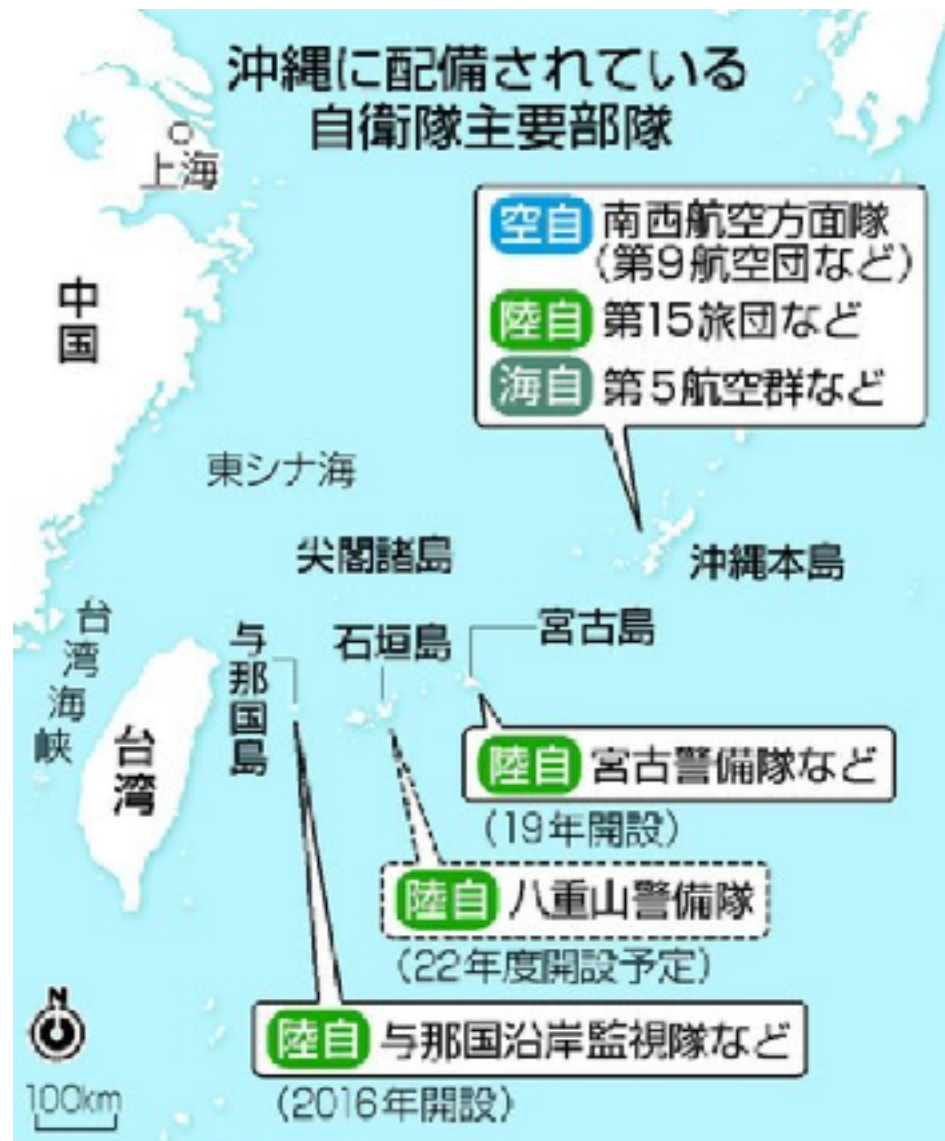 沖縄に配備されている
自衛隊主要部隊
上海
中国
空自 南西航空方面隊
(第9航空団など)
陸自 第15旅団など
海自 第5航空群など
東シナ海
尖閣諸島
沖縄本島
台湾海峡
与那国島
石垣島
宮古島
台湾
陸自 宮古警備隊など
(19年開設)
陸自 八重山警備隊
(22年度開設予定)
陸自 与那国沿岸監視隊など
(2016年開設)
N
100km